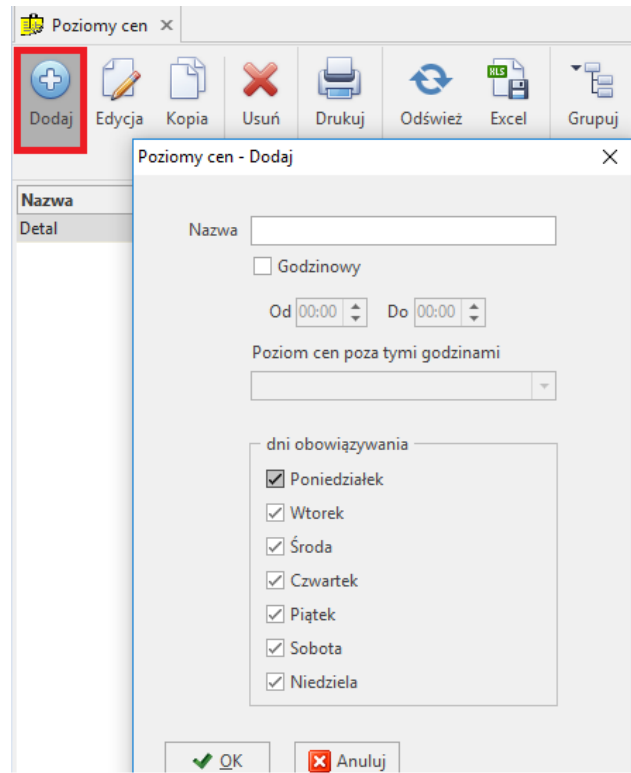 Poziomy cen
Dodaj Edycja Kopia Usuń Drukuj Odśwież XLS Excel Grupuj
Poziomy cen - Dodaj
Nazwa
Detal
Nazwa
Godzinowy
Od 00:00 Do 00:00
Poziom cen poza tymi godzinami
dni obowiązywania
Poniedziałek
Wtorek
Środa
Czwartek
Piątek
Sobota
Niedziela
OK Anuluj